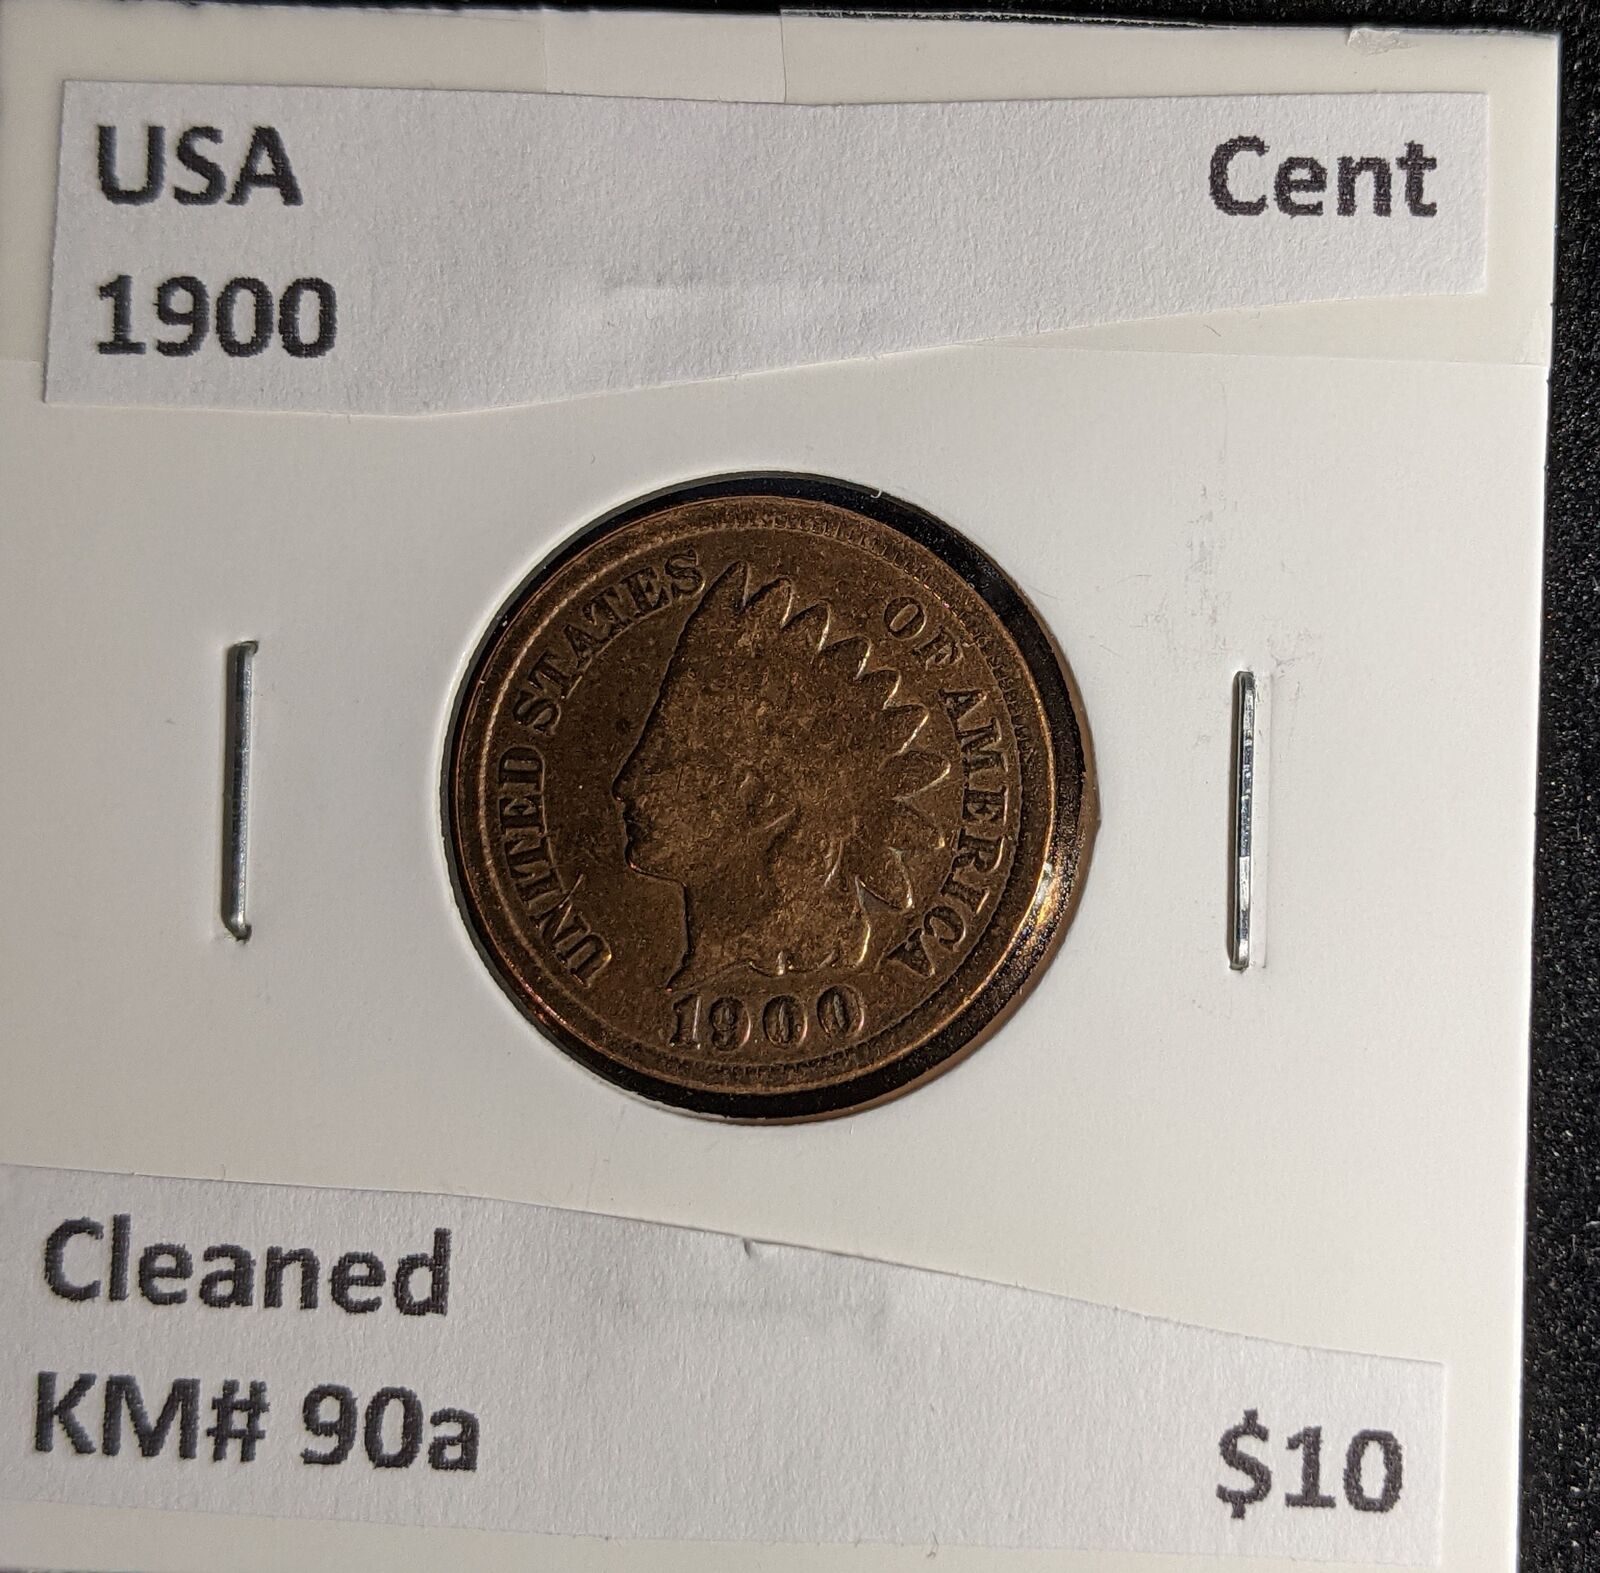 USA Cent
1900
UNITED STATES OF AMERICA
1900
Cleaned
KM# 90a $10